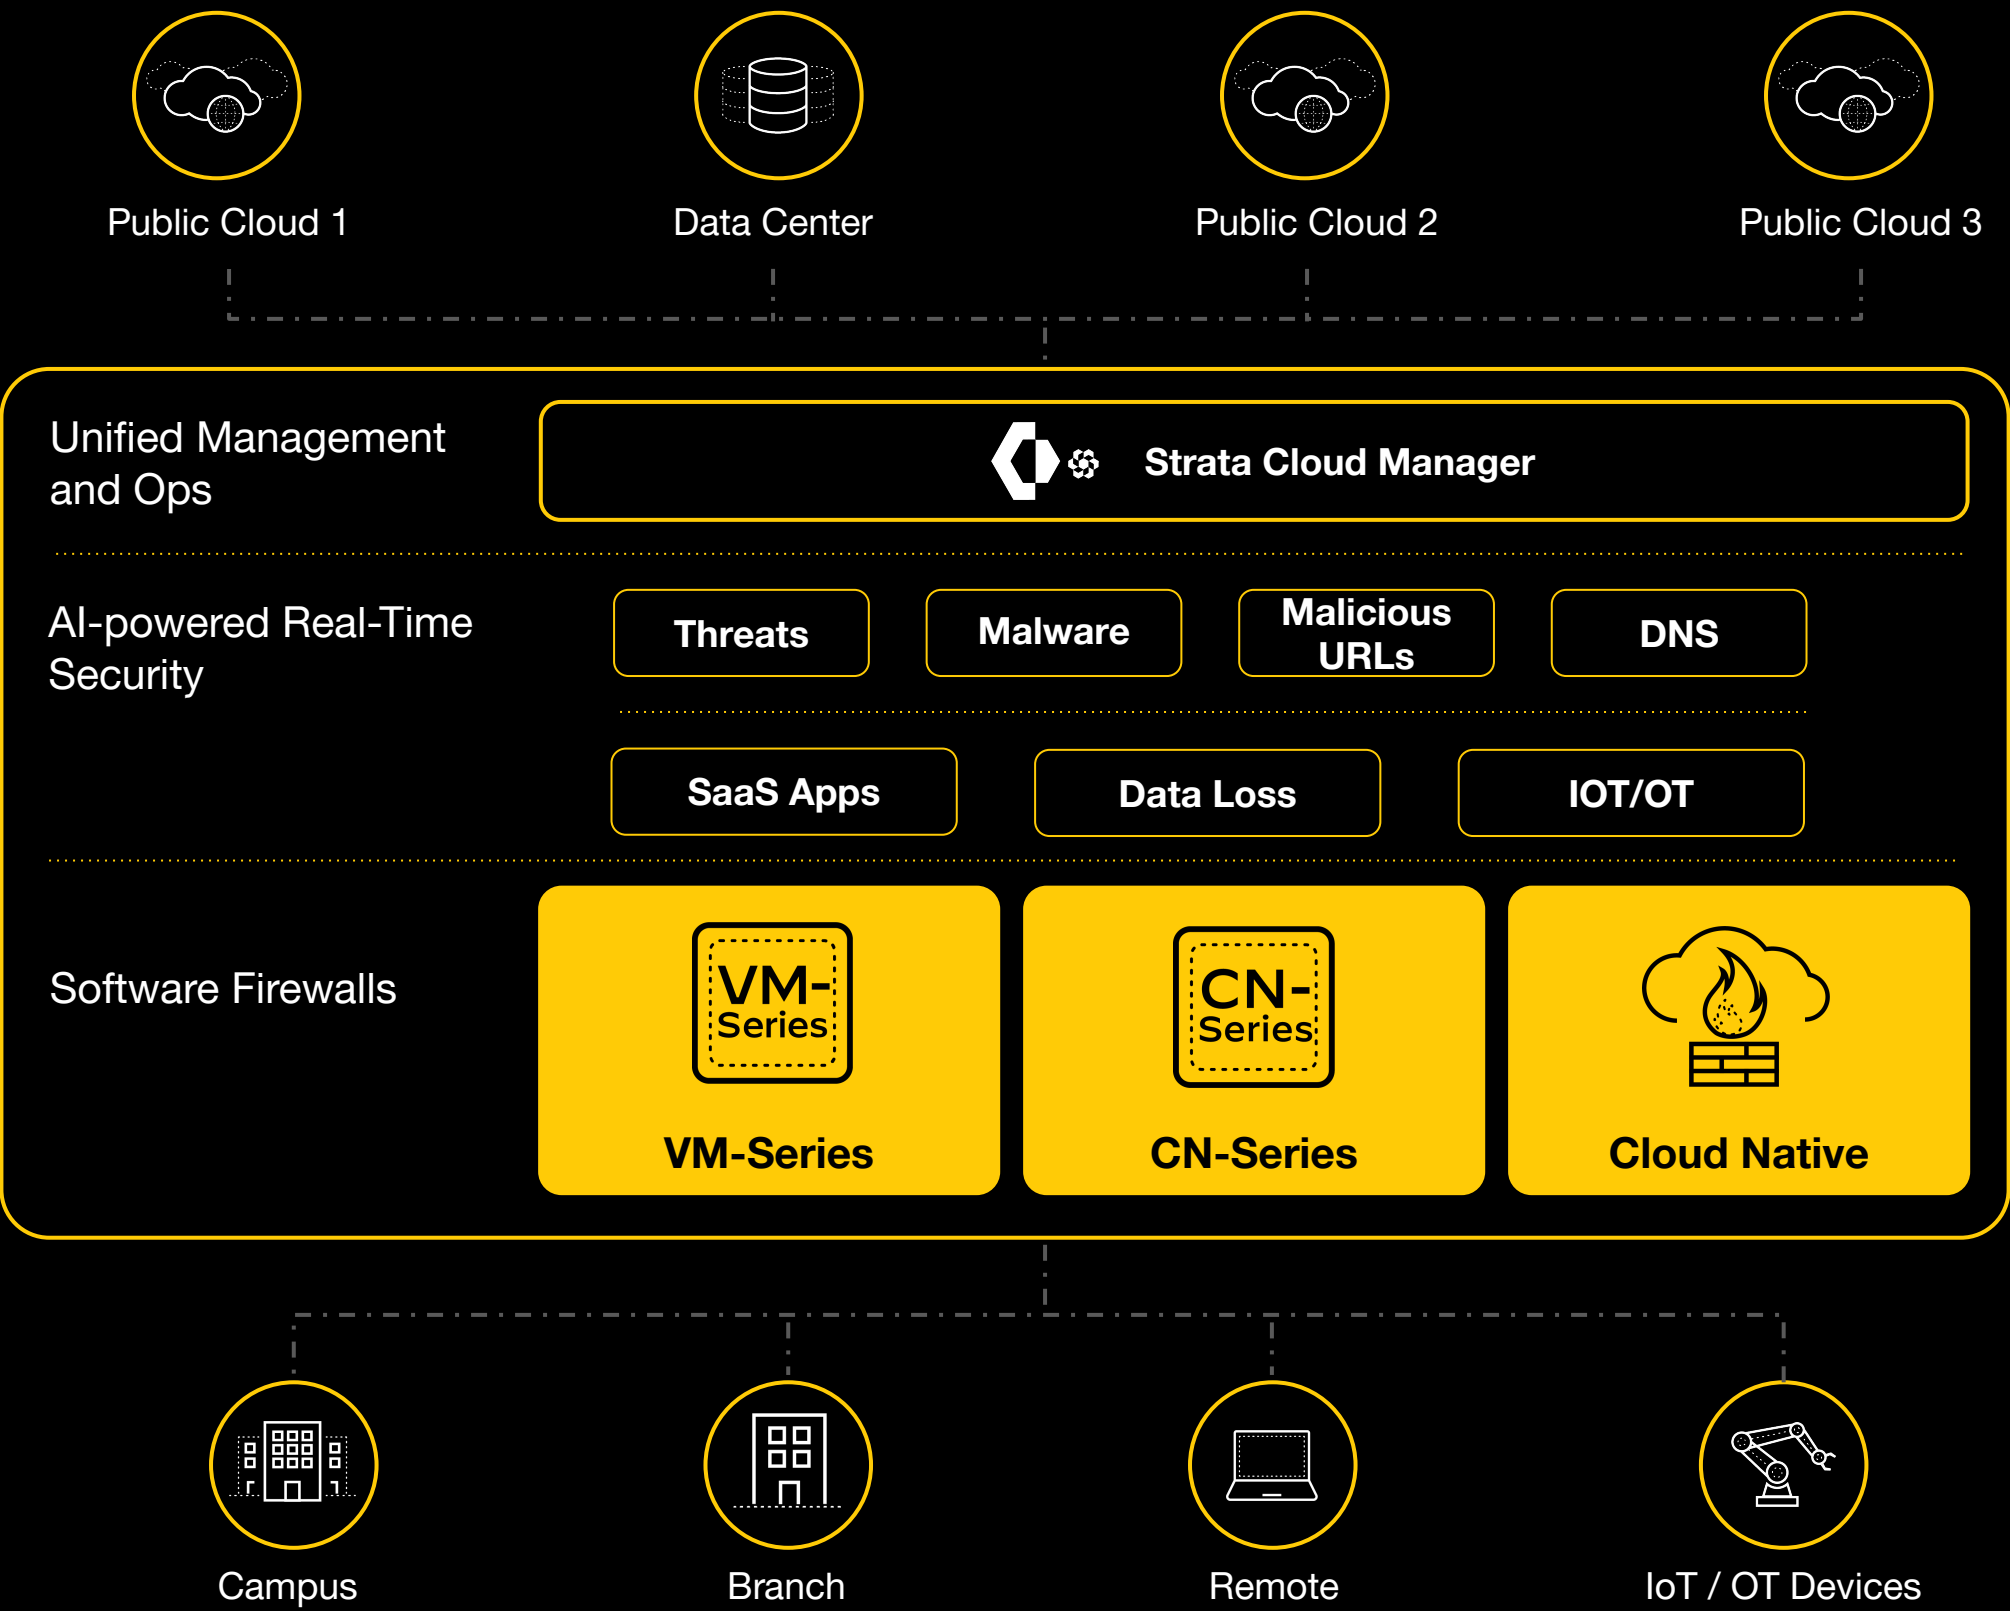 Public Cloud 1
Data Center
Public Cloud 2
Public Cloud 3
Unified Management
and Ops
Strata Cloud Manager
AI-powered Real-Time
Security
Threats
Malware
Malicious
URLs
DNS
SaaS Apps
Data Loss
IOT/OT
Software Firewalls
VM-
Series
VM-Series
CN-
Series
CN-Series
Cloud Native
Campus
Branch
Remote
IoT / OT Devices